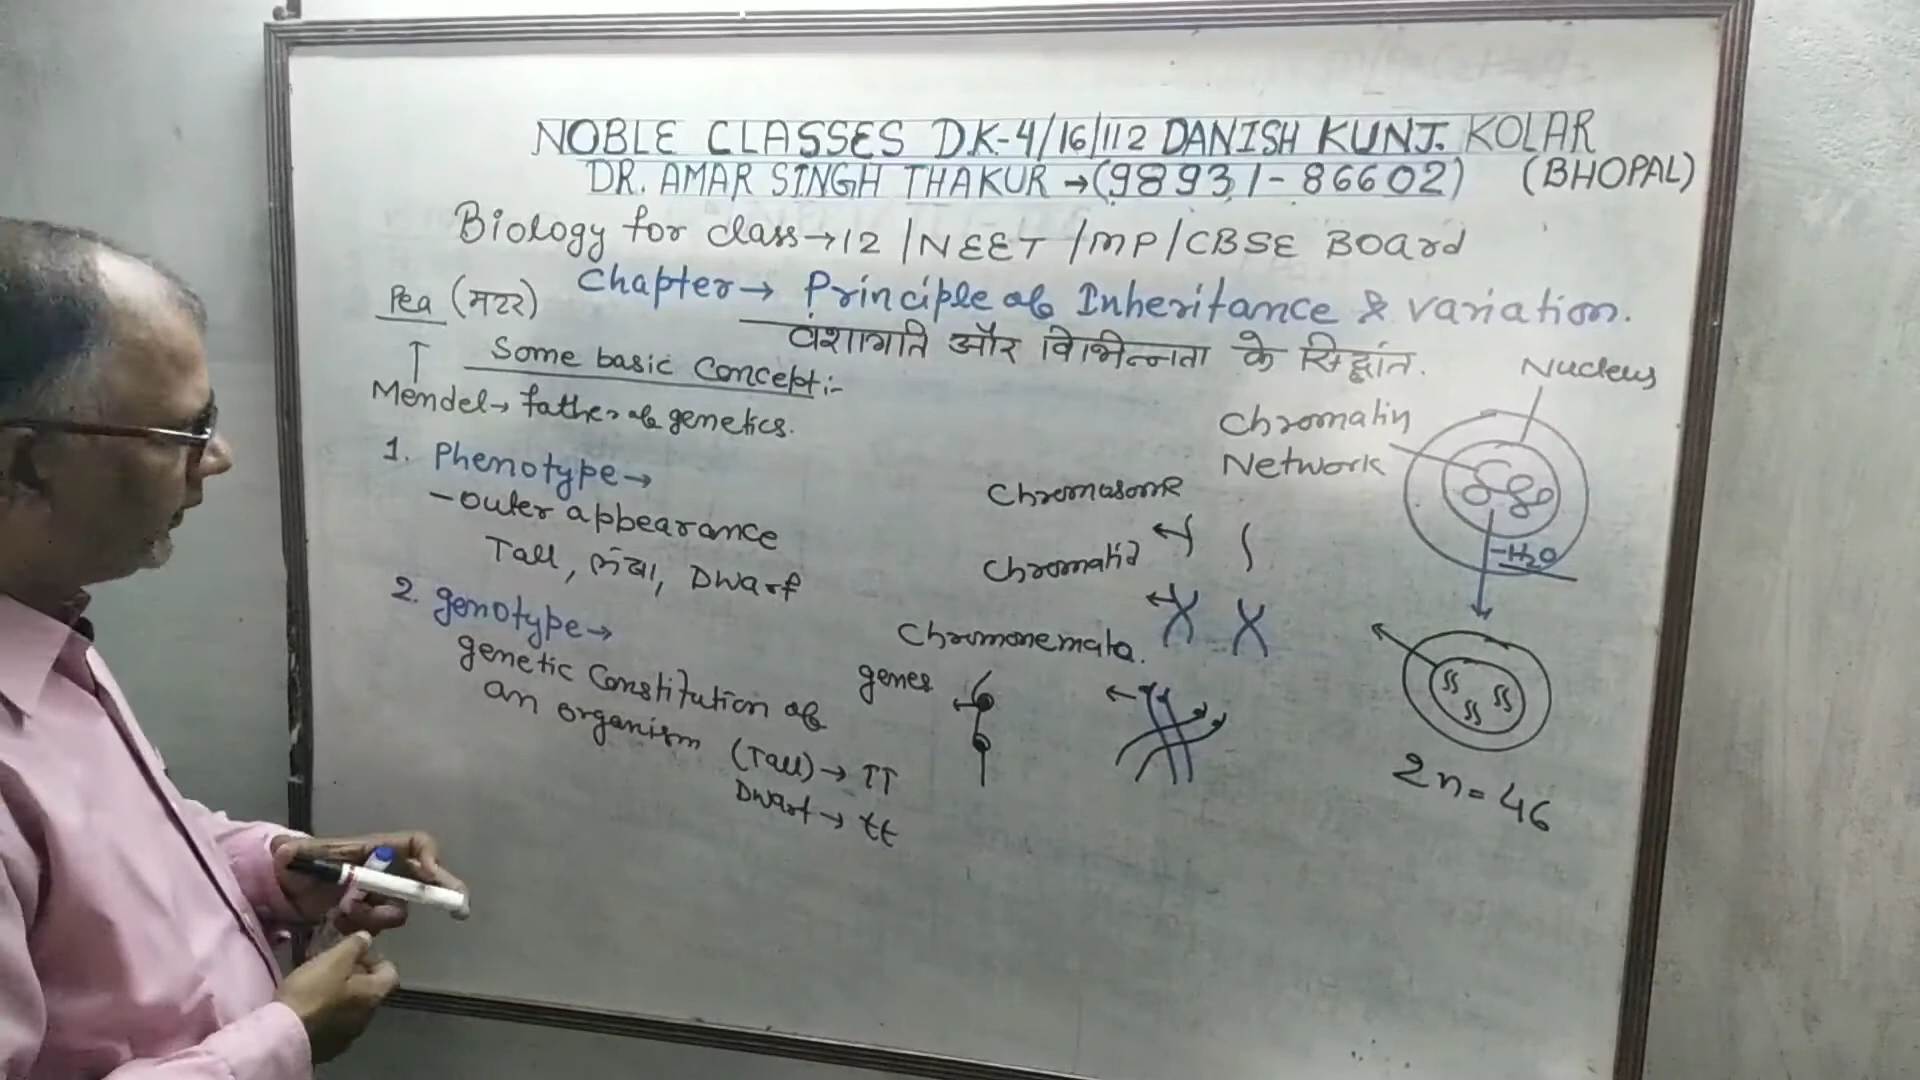 NOBLE CLASSES DK-4/16/112 DANISH KUNJ. KOLAR
DR. AMAR SINGH THAKUR →(98931-86602) (BHOPAL)
Biology for class→12 /NEET /MP/CBSE Board
Chapter→ Principle of Inheritance & variation.
वंशागति और विभिन्नता के सिद्धांत.
Pea (मटर)
Some basic Concept:-
Mendel→ father of genetics.
1. Phenotype→
-outer appearance
Tall, लंबा, Dwarf
2. genotype→
genetic Constitution of
an organism
(Tall)→ TT
Dwarf→ tt
Chromosome
Chromatid
Chromonemata.
genes
Nucleus
Chromatin
Network
-H2O
2n=46